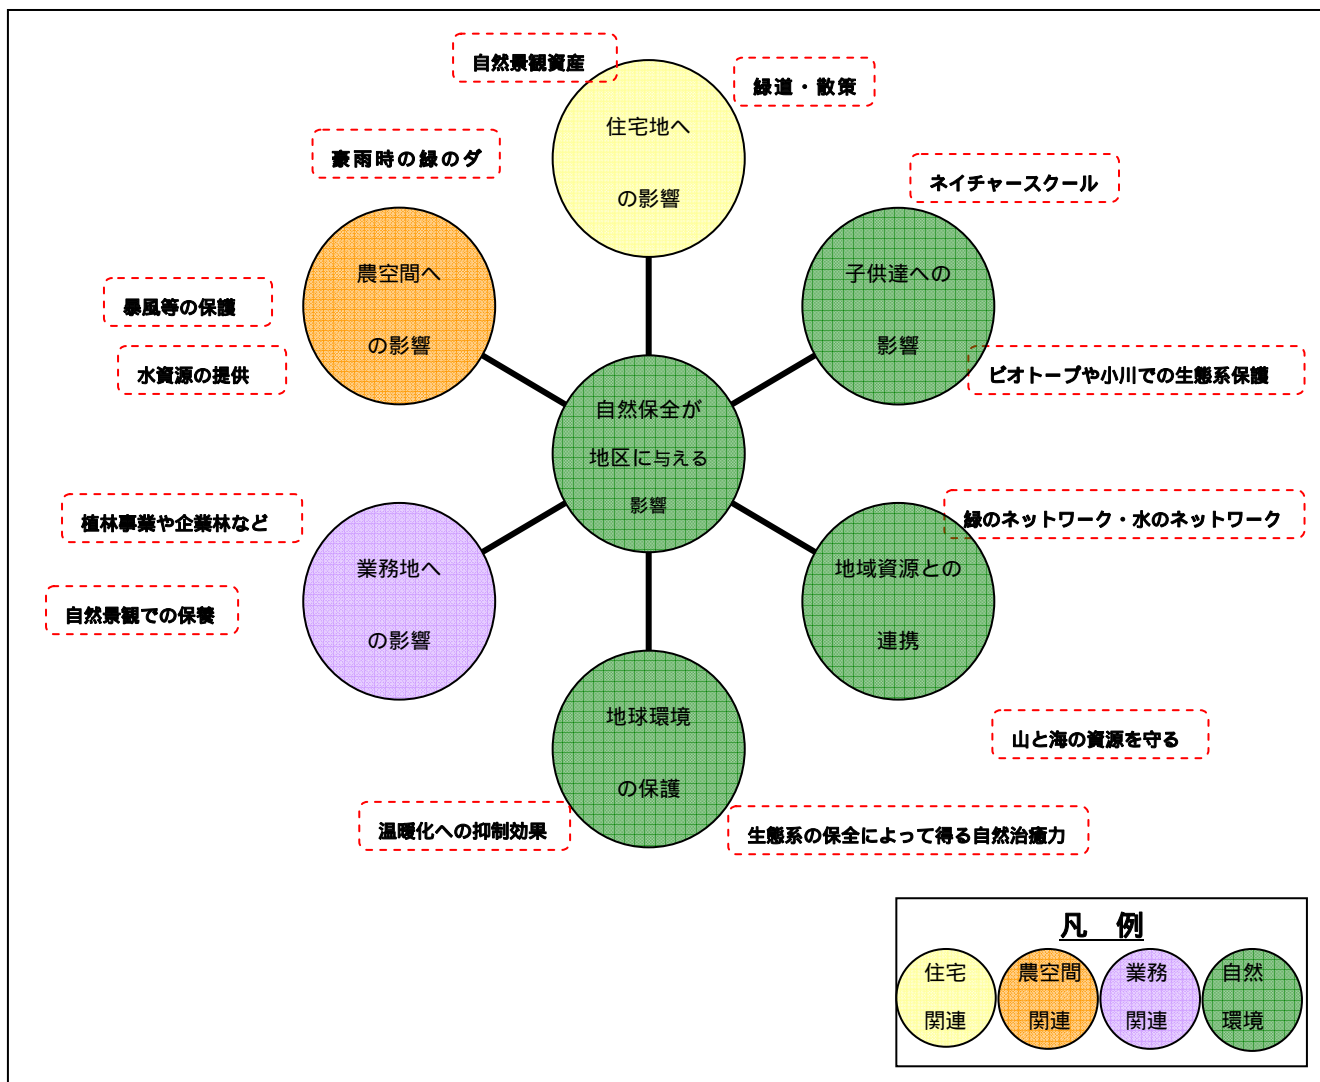 自然景観資産
緑道・散策
住宅地へ
の影響
豪雨時の緑のダ
ネイチャースクール
農空間へ
の影響
子供達への
影響
暴風等の保護
水資源の提供
ビオトープや小川での生態系保護
自然保全が
地区に与える
影響
植林事業や企業林など
緑のネットワーク・水のネットワーク
業務地へ
の影響
地域資源との
連携
自然景観での保養
地球環境
の保護
山と海の資源を守る
温暖化への抑制効果
生態系の保全によって得る自然治癒力
凡　例
住宅
関連
農空間
関連
業務
関連
自然
環境